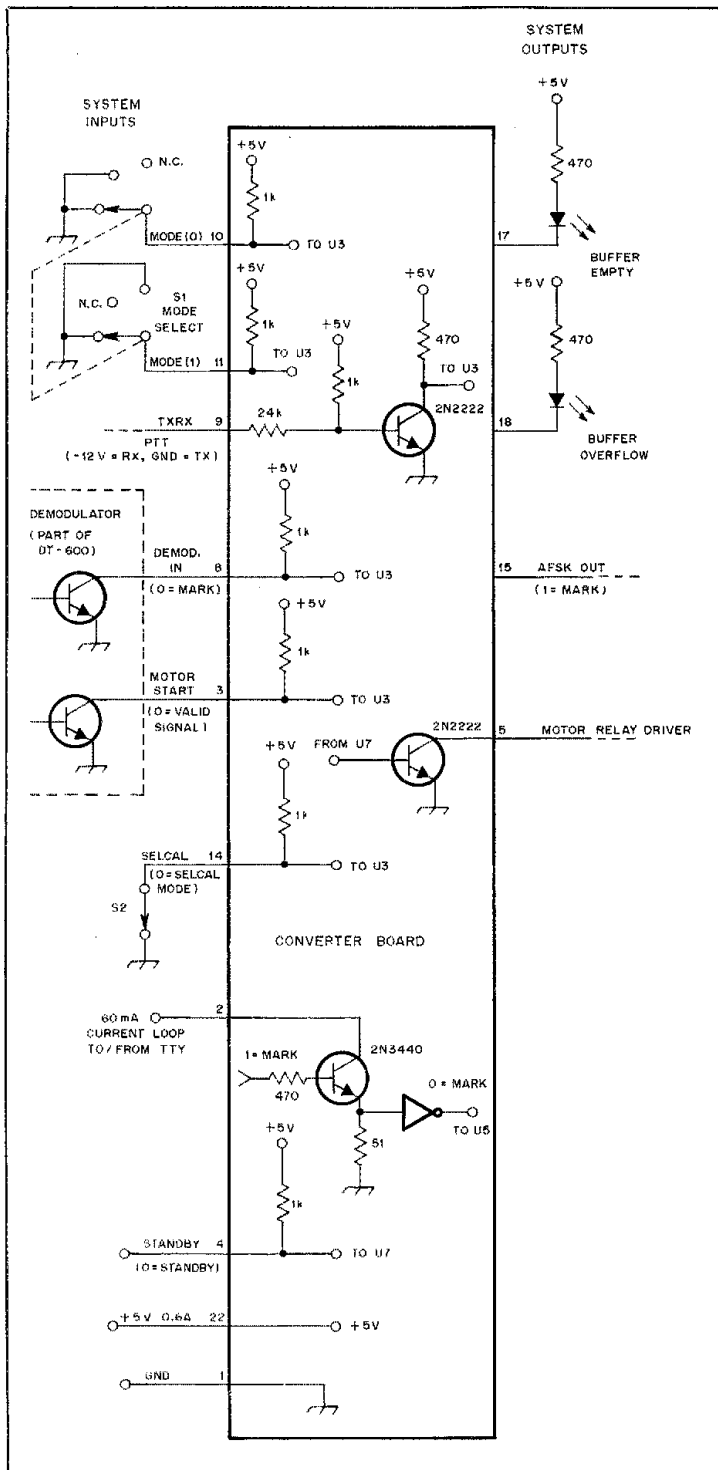 SYSTEM
OUTPUTS
+5V
470
17
BUFFER
EMPTY
+5V
470
18
BUFFER
OVERFLOW
SYSTEM
INPUTS
N.C.
+5V
1k
MODE(0) 10
TO U3
N.C.
S1
MODE
SELECT
+5V
1k
MODE(1) 11
TO U3
+5V
1k
+5V
470
TO U3
2N2222
TXRX 9
24k
PTT
(-12V = RX, GND = TX)
DEMODULATOR
(PART OF
DT-600)
+5V
1k
DEMOD.
IN 8
(0 = MARK)
TO U3
15 AFSK OUT
(1 = MARK)
+5V
1k
MOTOR
START 3
(0 = VALID
SIGNAL)
TO U3
2N2222
FROM U7
5 MOTOR RELAY DRIVER
+5V
1k
SELCAL 14
(0 = SELCAL
MODE)
TO U3
S2
CONVERTER BOARD
60mA 2
CURRENT LOOP
TO/FROM TTY
1 = MARK
470
2N3440
0 = MARK
TO U5
51
+5V
1k
STANDBY 4
(0 = STANDBY)
TO U7
+5V 0.6A 22
+5V
GND 1